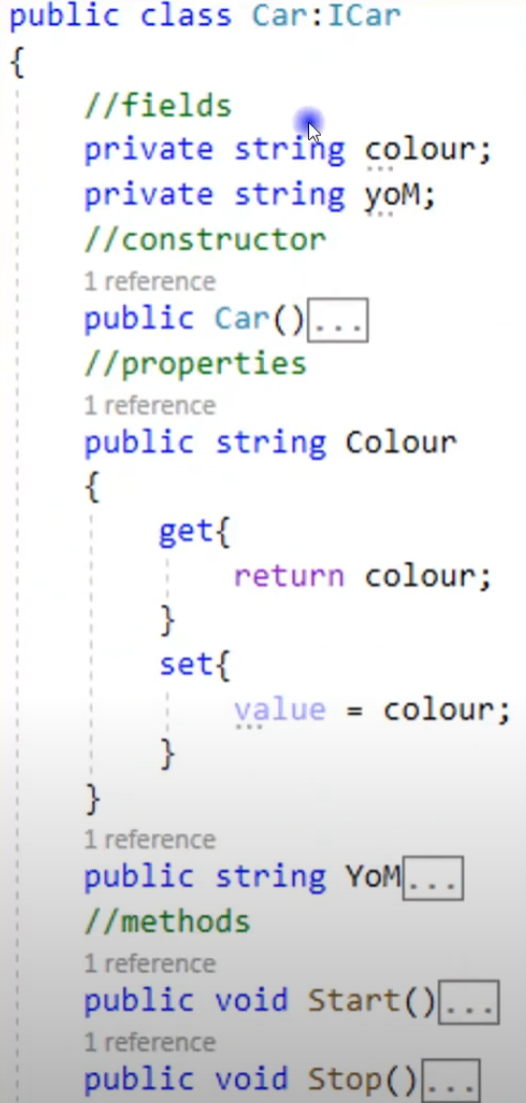 public class Car:ICar
{
//fields
private string colour;
private string yoM;
//constructor
1 reference
public Car()...
//properties
1 reference
public string Colour
{
get{
return colour;
}
set{
value = colour;
}
}
1 reference
public string YoM...
//methods
1 reference
public void Start()...
1 reference
public void Stop()...